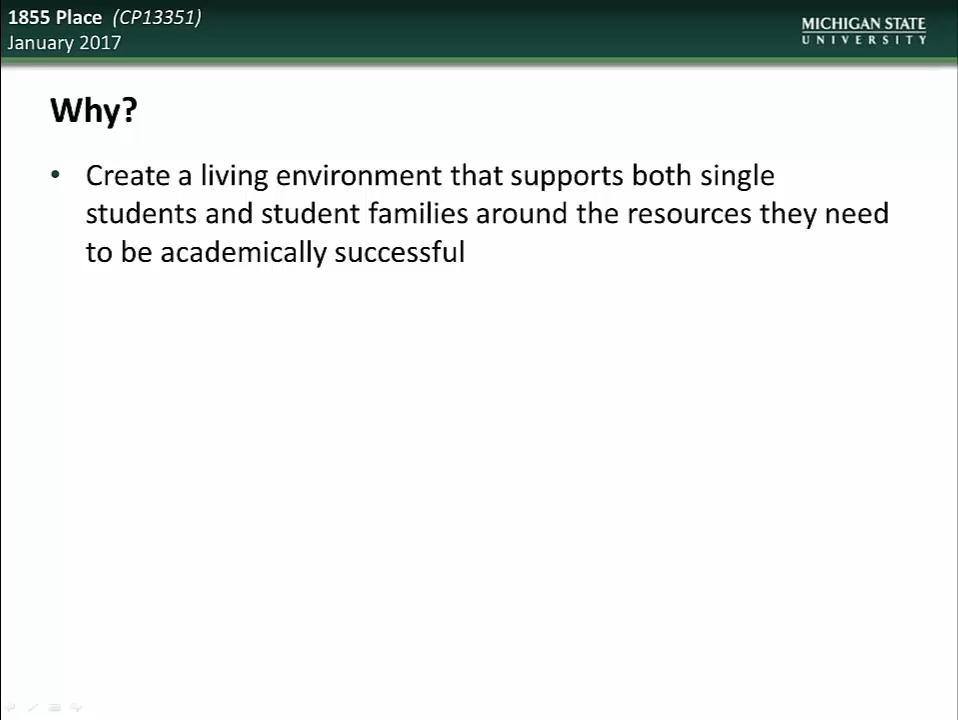 1855 Place (CP13351)
January 2017
MICHIGAN STATE
UNIVERSITY
Why?
• Create a living environment that supports both single
students and student families around the resources they need
to be academically successful